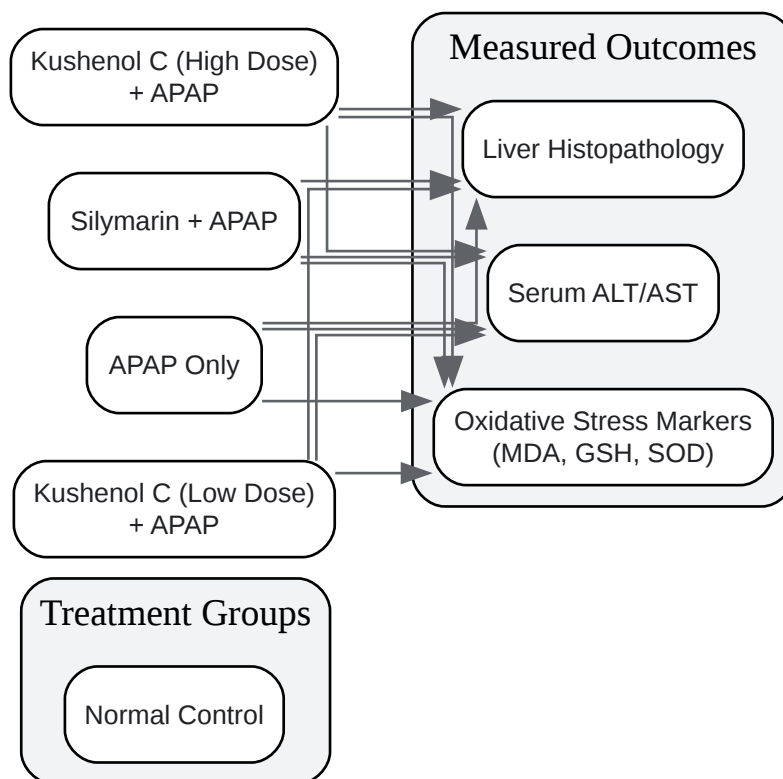 Kushenol C (High Dose)
+ APAP
Silymarin + APAP
APAP Only
Kushenol C (Low Dose)
+ APAP
Treatment Groups
Normal Control
Measured Outcomes
Liver Histopathology
Serum ALT/AST
Oxidative Stress Markers
(MDA, GSH, SOD)